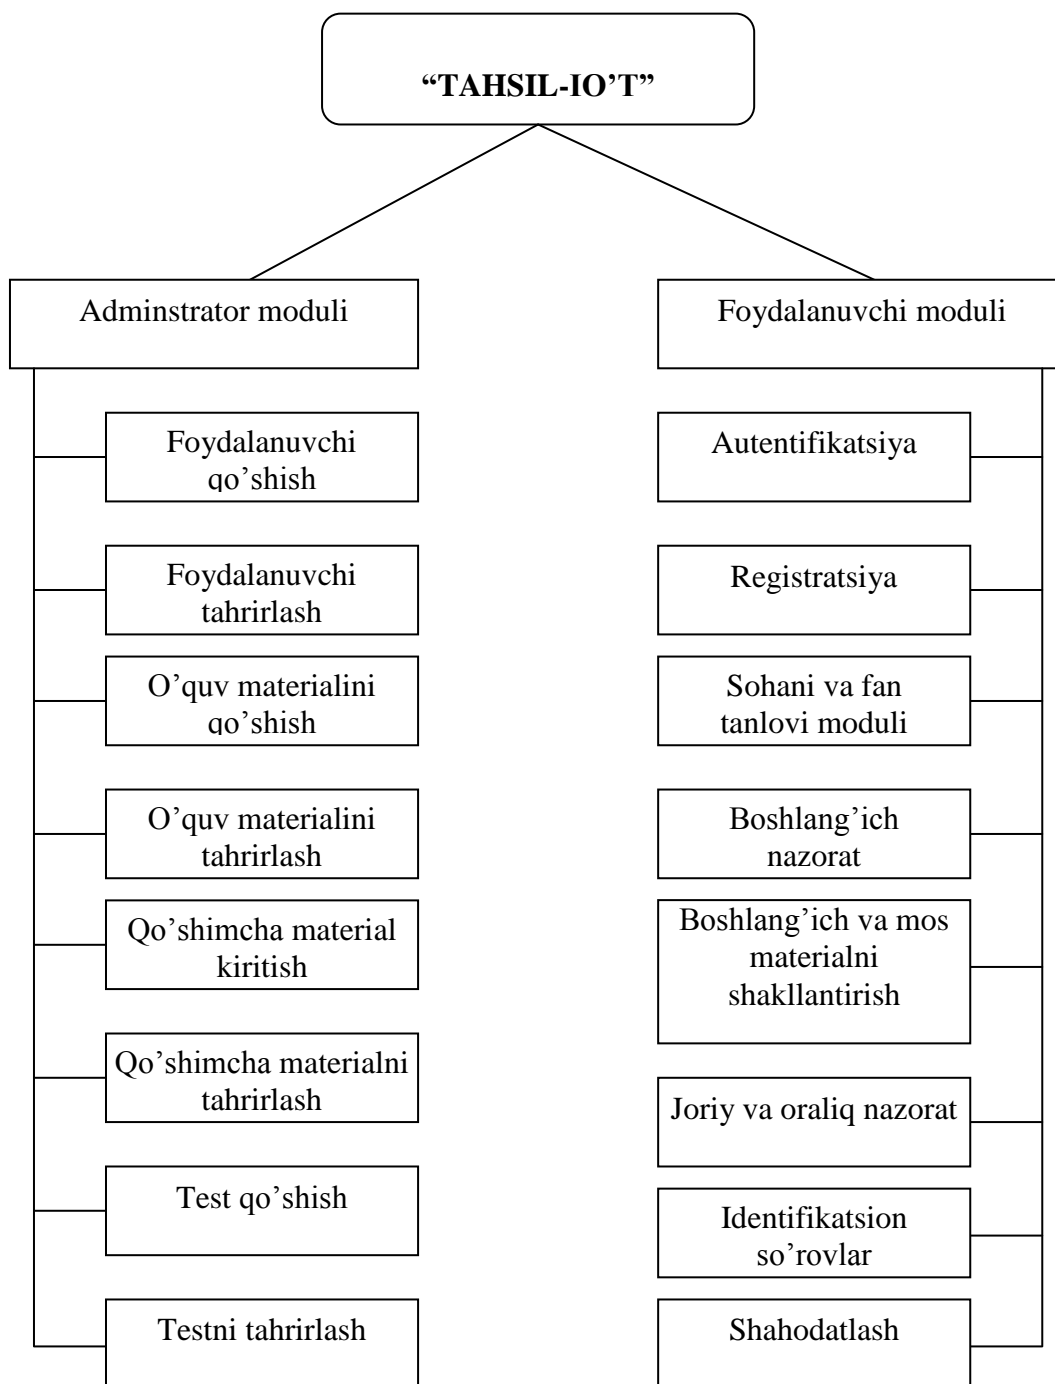 “TAHSIL-IO’T”
Adminstrator moduli
Foydalanuvchi
qo’shish
Foydalanuvchi
tahrirlash
O’quv materialini
qo’shish
O’quv materialini
tahrirlash
Qo’shimcha material
kiritish
Qo’shimcha materialni
tahrirlash
Test qo’shish
Testni tahrirlash
Foydalanuvchi moduli
Autentifikatsiya
Registratsiya
Sohani va fan
tanlovi moduli
Boshlang’ich
nazorat
Boshlang’ich va mos
materialni
shakllantirish
Joriy va oraliq nazorat
Identifikatsion
so’rovlar
Shahodatlash